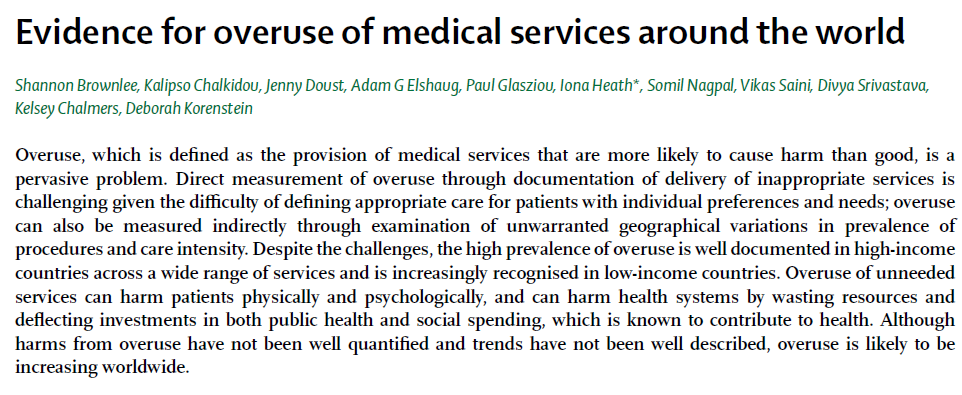 Evidence for overuse of medical services around the world
Shannon Brownlee, Kalipso Chalkidou, Jenny Doust, Adam G Elshaug, Paul Glasziou, Iona Heath*, Somil Nagpal, Vikas Saini, Divya Srivastava,
Kelsey Chalmers, Deborah Korenstein
Overuse, which is defined as the provision of medical services that are more likely to cause harm than good, is a
pervasive problem. Direct measurement of overuse through documentation of delivery of inappropriate services is
challenging given the difficulty of defining appropriate care for patients with individual preferences and needs; overuse
can also be measured indirectly through examination of unwarranted geographical variations in prevalence of
procedures and care intensity. Despite the challenges, the high prevalence of overuse is well documented in high-income
countries across a wide range of services and is increasingly recognised in low-income countries. Overuse of unneeded
services can harm patients physically and psychologically, and can harm health systems by wasting resources and
deflecting investments in both public health and social spending, which is known to contribute to health. Although
harms from overuse have not been well quantified and trends have not been well described, overuse is likely to be
increasing worldwide.